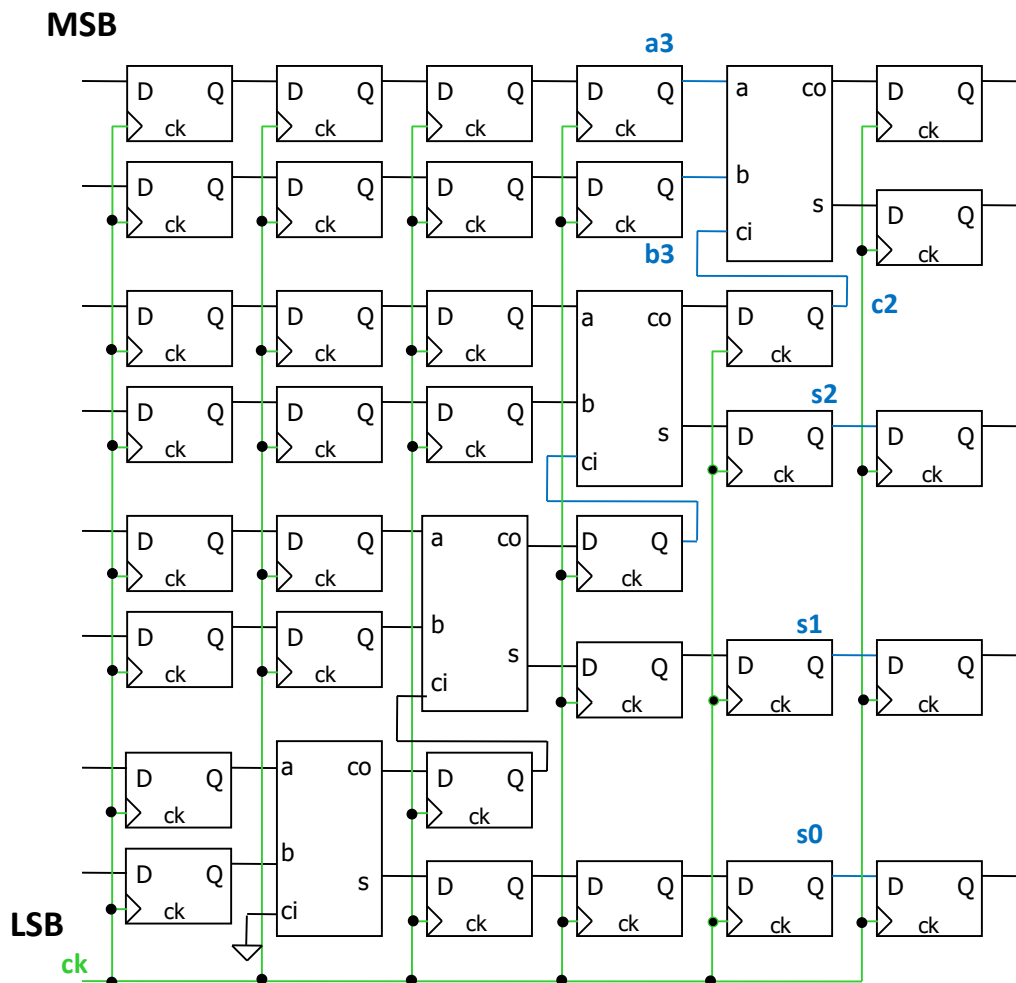 MSB
a3
D Q D Q D Q D Q a co D Q
ck ck ck ck ck
D Q D Q D Q D Q b s D Q
ck ck ck ck ci ck
b3
D Q D Q D Q a co D Q c2
ck ck ck ck
s2
D Q D Q D Q b s D Q D Q
ck ck ck ci ck ck
D Q D Q a co D Q
ck ck ck
s1
D Q D Q b s D Q D Q D Q
ck ck ci ck ck ck
D Q a co D Q
ck ck
s0
D Q b s D Q D Q D Q D Q
ck ci ck ck ck ck
LSB
ck